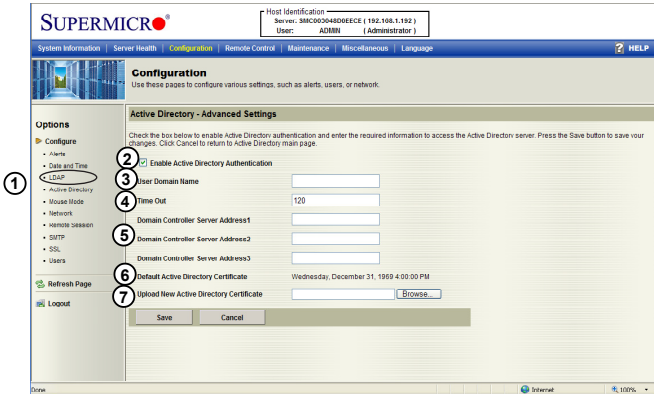 SUPERMICRO®
Host Identification
Server: SMC003048D0EECE ( 192.108.1.192 )
User: ADMIN ( Administrator )
System Information Server Health Configuration Remote Control Maintenance Miscellaneous Language HELP
Configuration
Use these pages to configure various settings, such as alerts, users, or network.
Options
Configure
• Alerts
• Date and Time
• LDAP
• Active Directory
• Mouse Mode
• Network
• Remote Session
• SMTP
• SSL
• Users
Refresh Page
Logout
1
Active Directory - Advanced Settings
Check the box below to enable Active Directory authentication and enter the required information to access the Active Directory server. Press the Save button to save your
changes. Click Cancel to return to Active Directory main page.
2 Enable Active Directory Authentication
3 User Domain Name
4 Time Out 120
Domain Controller Server Address1
5 Domain Controller Server Address2
Domain Controller Server Address3
6 Default Active Directory Certificate Wednesday, December 31, 1969 4:00:00 PM
7 Upload New Active Directory Certificate Browse...
Save Cancel
Done Internet 100%